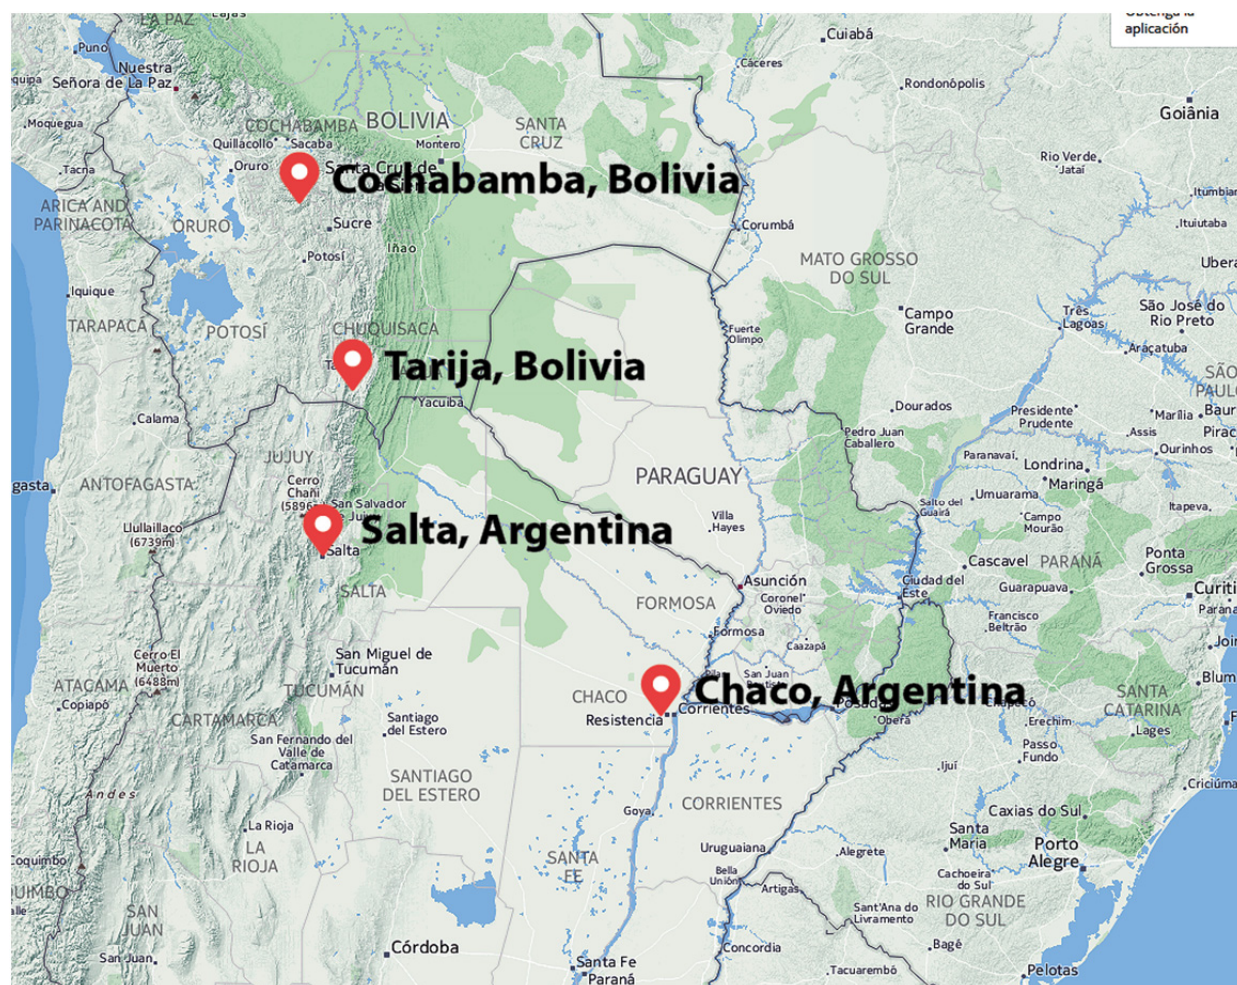 Obtenga la
aplicación
LA PAZ
Puno
Nuestra
Señora de La Paz
Moquegua
Tacna
ARICA AND
PARINACOTA
Iquique
TARAPACÁ
COCHABAMBA
Quillacollo
Sacaba
Oruro
ORURO
BOLIVIA
Montero
SANTA
CRUZ
Santa Cruz de
Cochabamba, Bolivia
Sucre
Potosí
Iñao
POTOSÍ
CHUQUISACA
Tarija, Bolivia
Yacuiba
Cáceres
Cuiabá
Rondonópolis
Goiânia
Rio Verde
Jataí
Ituiutaba
Corumbá
MATO GROSSO
DO SUL
Campo
Grande
Três
Lagoas
São José do
Rio Preto
Araçatuba
Fuerte
Olimpo
Dourados
Presidente
Prudente
Marília
Assis
Ourinhos
Pedro Juan
Caballero
Paranavaí
Londrina
Maringá
Calama
ANTOFAGASTA
JUJUY
Cerro
Chañi
San Salvador
Llullaillaco
(6739m)
Salta, Argentina
Salta
SALTA
PARAGUAY
Villa
Hayes
Salto del
Guairá
Umuarama
Campo
Mourão
Itapeva
Cascavel
PARANÁ
Ponta
Grossa
Guarapuava
Asunción
Coronel
Oviedo
Ciudad del
Este
Francisco
Beltrão
FORMOSA
Formosa
Caazapá
San Juan
Cerro El
Muerto
(6488m)
ATACAMA
Copiapó
San Miguel de
Tucumán
TUCUMÁN
CATAMARCA
San Fernando del
Valle de
Catamarca
Santiago
del Estero
SANTIAGO
DEL ESTERO
CHACO
Chaco, Argentina
Resistencia
Corrientes
Posadas
Oberá
Chapecó
Erechim
Passo
Fundo
SANTA
CATARINA
Lages
Ijuí
Criciúma
Andes
La Rioja
LA
RIOJA
Goya
CORRIENTES
Caxias do Sul
Santa
Maria
Porto
Alegre
Uruguaiana
Alegrete
Bella
Unión
Artigas
Cachoeira
do Sul
RIO GRANDE
DO SUL
Sant'Ana do
Livramento
Bagé
SANTA
FE
Coquimbo
SAN
JUAN
San Juan
Córdoba
Santa Fe
Paraná
Concordia
Tacuarembó
Pelotas